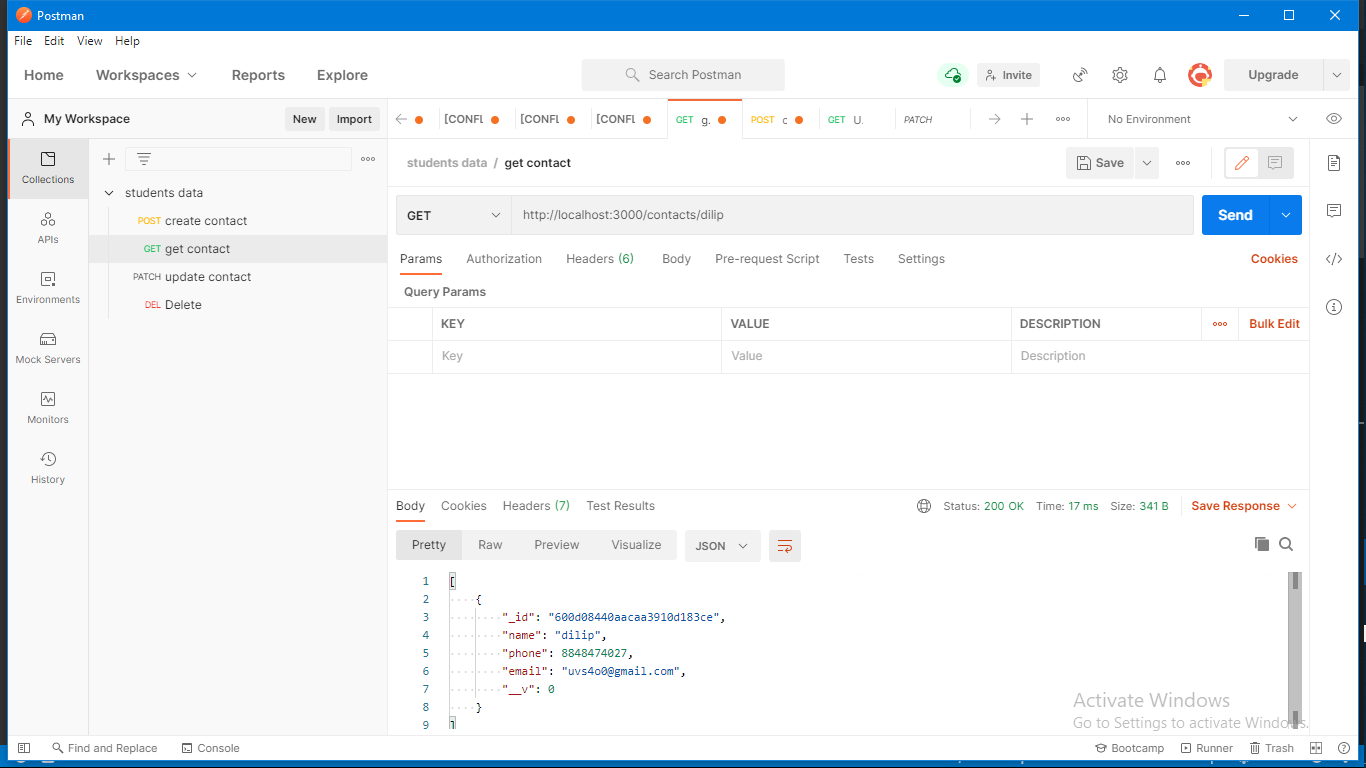 Postman
File Edit View Help
Home Workspaces Reports Explore Search Postman Invite Upgrade
My Workspace New Import
[CONFL [CONFL [CONFL GET g. POST c GET U. PATCH No Environment
Collections
APIs
Environments
Mock Servers
Monitors
History
students data
POST create contact
GET get contact
PATCH update contact
DEL Delete
students data / get contact Save
GET http://localhost:3000/contacts/dilip Send
Params Authorization Headers (6) Body Pre-request Script Tests Settings Cookies
Query Params
KEY VALUE DESCRIPTION Bulk Edit
Key Value Description
Body Cookies Headers (7) Test Results Status: 200 OK Time: 17 ms Size: 341 B Save Response
Pretty Raw Preview Visualize JSON
1 [
2 {
3 "_id": "600d08440aacaa3910d183ce",
4 "name": "dilip",
5 "phone": 8848474027,
6 "email": "uvs4o0@gmail.com",
7 "__v": 0
8 }
9 ]
Activate Windows
Go to Settings to activate Windows.
Find and Replace Console Bootcamp Runner Trash